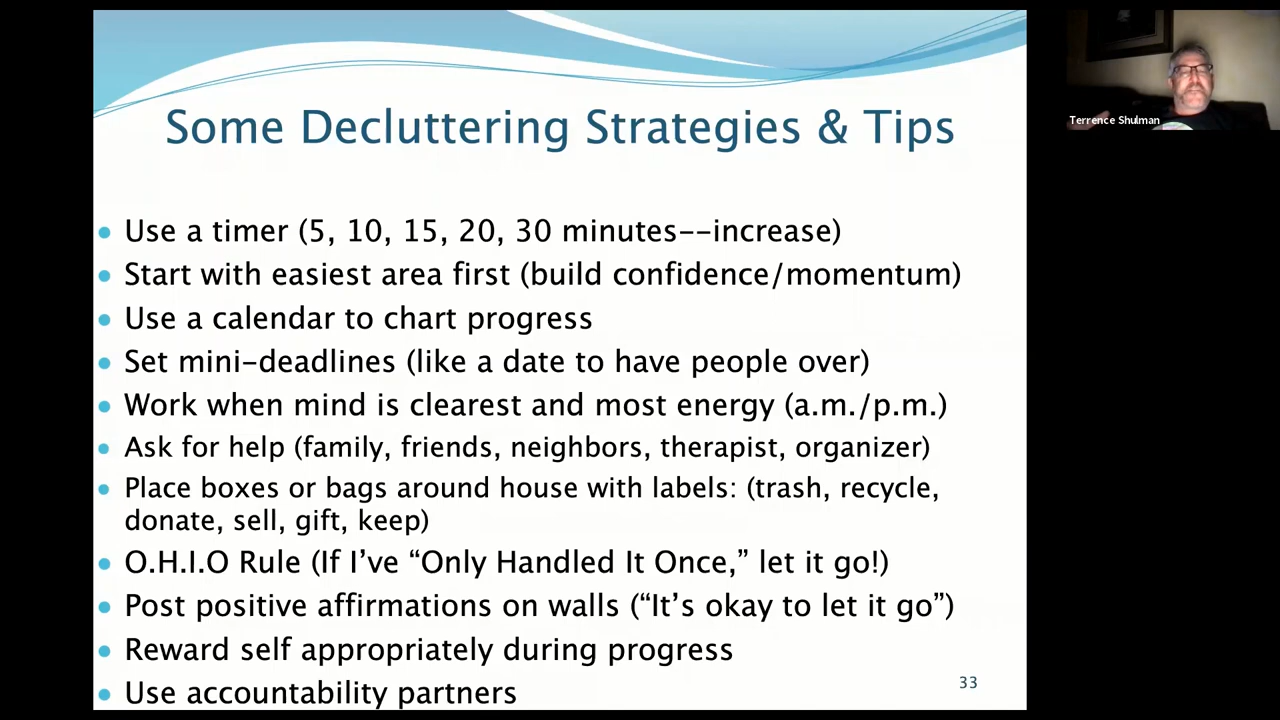 Some Decluttering Strategies & Tips
Terrence Shulman
• Use a timer (5, 10, 15, 20, 30 minutes--increase)
• Start with easiest area first (build confidence/momentum)
• Use a calendar to chart progress
• Set mini-deadlines (like a date to have people over)
• Work when mind is clearest and most energy (a.m./p.m.)
• Ask for help (family, friends, neighbors, therapist, organizer)
• Place boxes or bags around house with labels: (trash, recycle,
donate, sell, gift, keep)
• O.H.I.O Rule (If I’ve “Only Handled It Once,” let it go!)
• Post positive affirmations on walls (“It’s okay to let it go”)
• Reward self appropriately during progress
• Use accountability partners
33